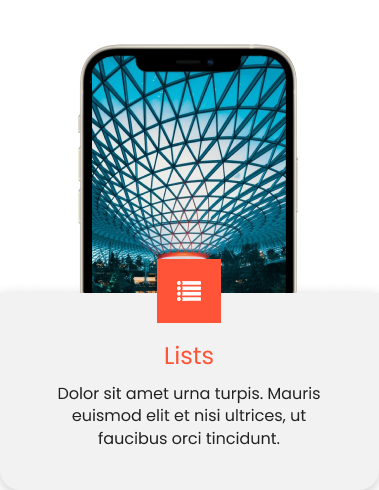 Lists
Dolor sit amet urna turpis. Mauris
euismod elit et nisi ultrices, ut
faucibus orci tincidunt.